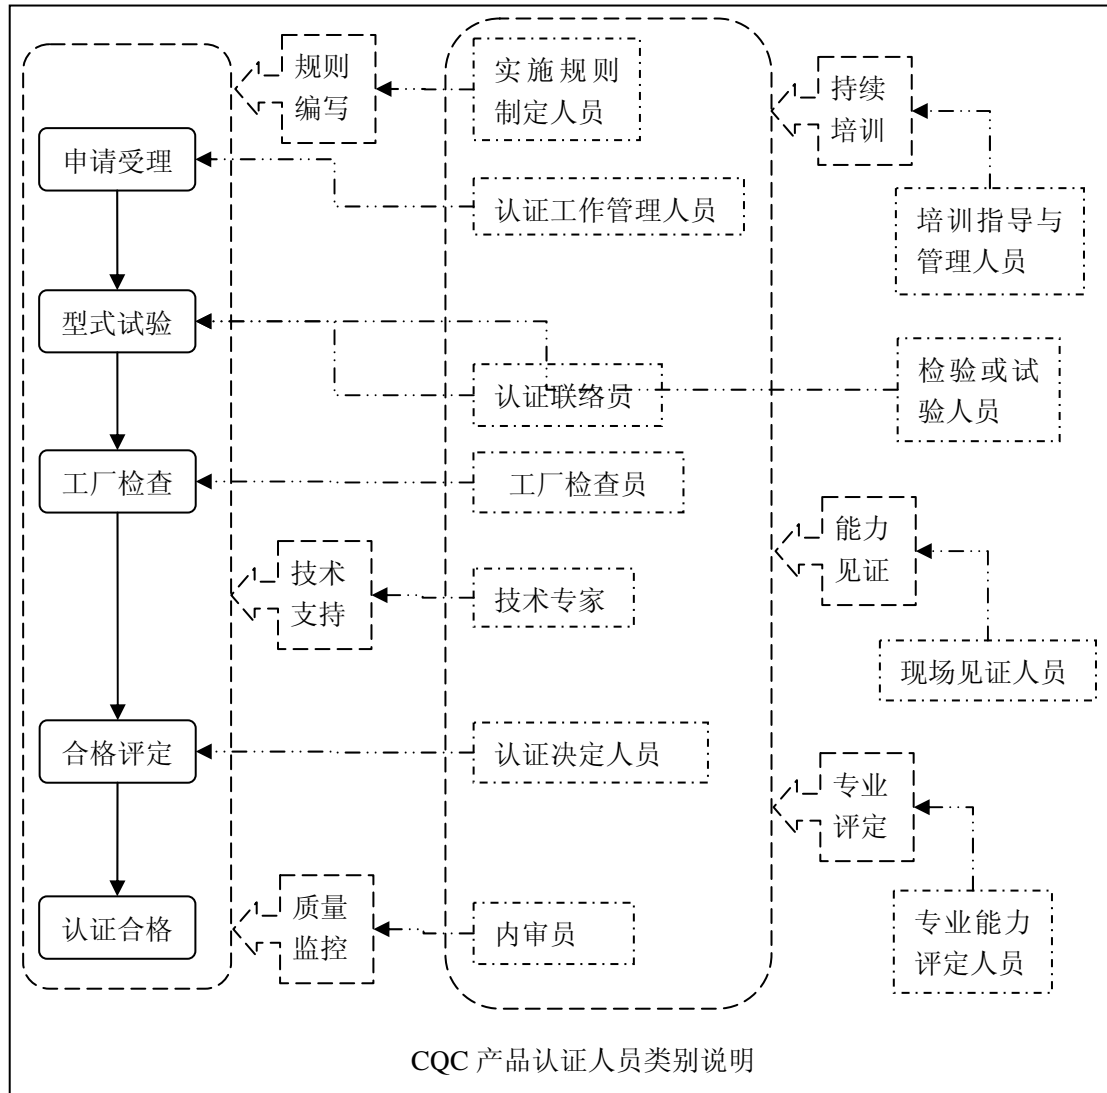 规则
编写
实施规则
制定人员
持续
培训
申请受理
认证工作管理人员
培训指导与
管理人员
型式试验
认证联络员
检验或试
验人员
工厂检查
工厂检查员
能力
见证
技术
支持
技术专家
现场见证人员
合格评定
认证决定人员
专业
评定
认证合格
质量
监控
内审员
专业能力
评定人员
CQC 产品认证人员类别说明